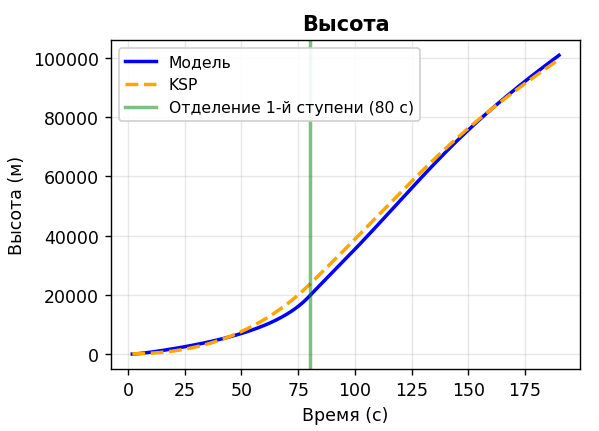 Высота
Модель
KSP
Отделение 1-й ступени (80 с)
Высота (м)
100000
80000
60000
40000
20000
0
0 25 50 75 100 125 150 175
Время (с)